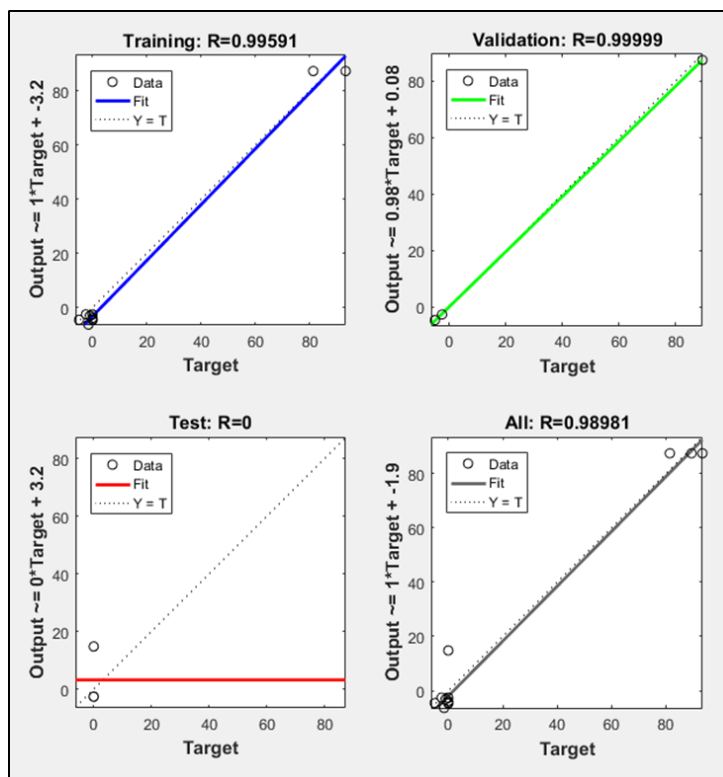 Training: R=0.99591
Output ~= 1*Target + -3.2
80
60
40
20
0
Data
Fit
Y = T
0 20 40 60 80
Target
Validation: R=0.99999
Output ~= 0.98*Target + 0.08
80
60
40
20
0
Data
Fit
Y = T
0 20 40 60 80
Target
Test: R=0
Output ~= 0*Target + 3.2
80
60
40
20
0
Data
Fit
Y = T
0 20 40 60 80
Target
All: R=0.98981
Output ~= 1*Target + -1.9
80
60
40
20
0
Data
Fit
Y = T
0 20 40 60 80
Target